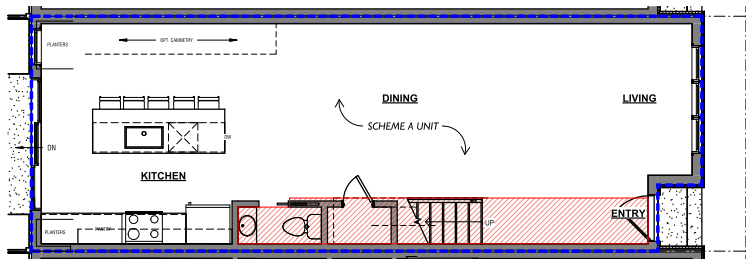 PLANTERS
OPT. CABINETRY
DINING
LIVING
SCHEME A UNIT
DW
DN
KITCHEN
ENTRY
UP
PANTRY
PLANTERS